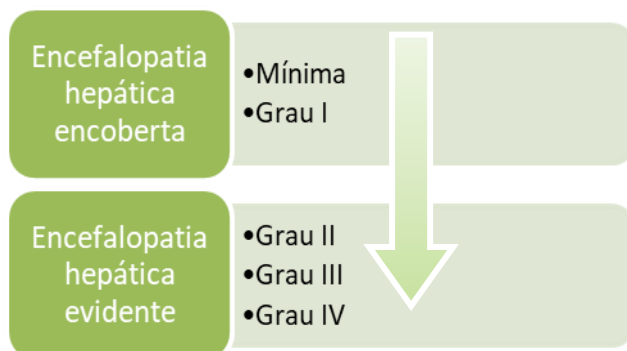 Encefalopatia
hepática
encoberta
•Mínima
•Grau I
Encefalopatia
hepática
evidente
•Grau II
•Grau III
•Grau IV